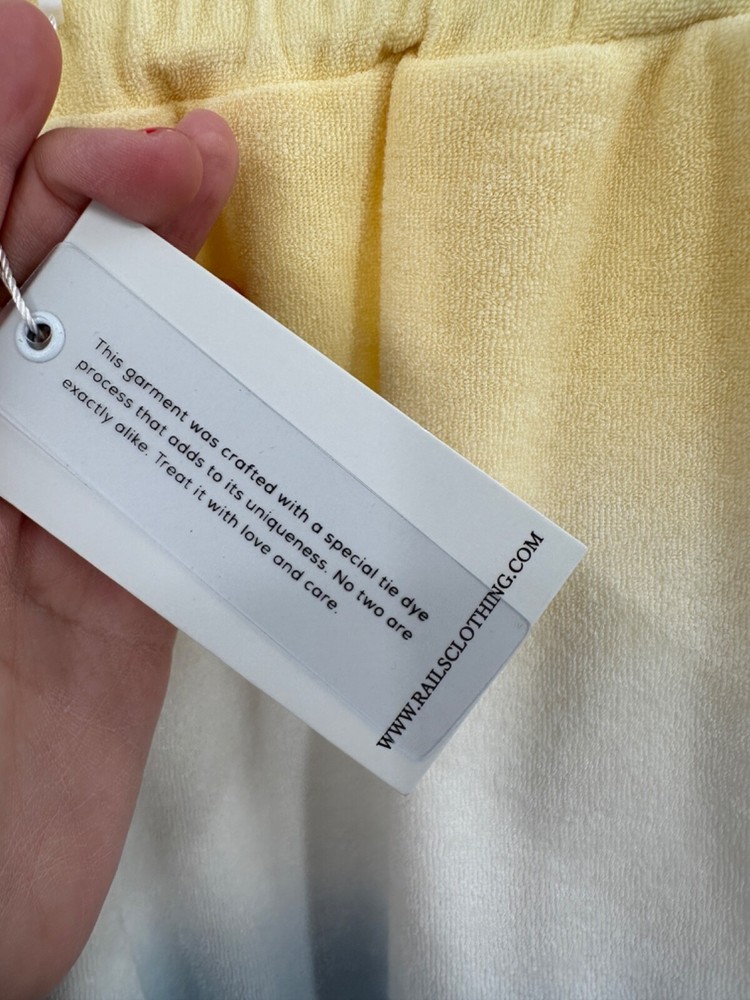 This garment was crafted with a special tie dye
process that adds to its uniqueness. No two are
exactly alike. Treat it with love and care.
WWW.RAILSCLOTHING.COM